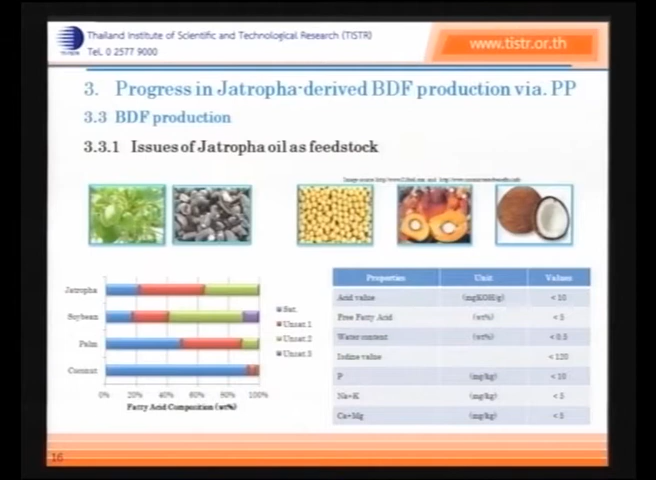 Thailand Institute of Scientific and Technological Research (TISTR)
Tel. 0 2577 9000
www.tistr.or.th
3. Progress in Jatropha-derived BDF production via. PP
3.3 BDF production
3.3.1 Issues of Jatropha oil as feedstock
Jatropha
Soybean
Palm
Coconut
0% 20% 40% 60% 80% 100%
Fatty Acid Composition (wt%)
Sat.
Unsat.1
Unsat.2
Unsat.3
Properties Unit Values
Acid value (mgKOH/g) < 10
Free Fatty Acid (wt%) < 5
Water content (wt%) < 0.5
Iodine value < 120
P (mg/kg) < 10
Na+K (mg/kg) < 5
Ca+Mg (mg/kg) < 5
16